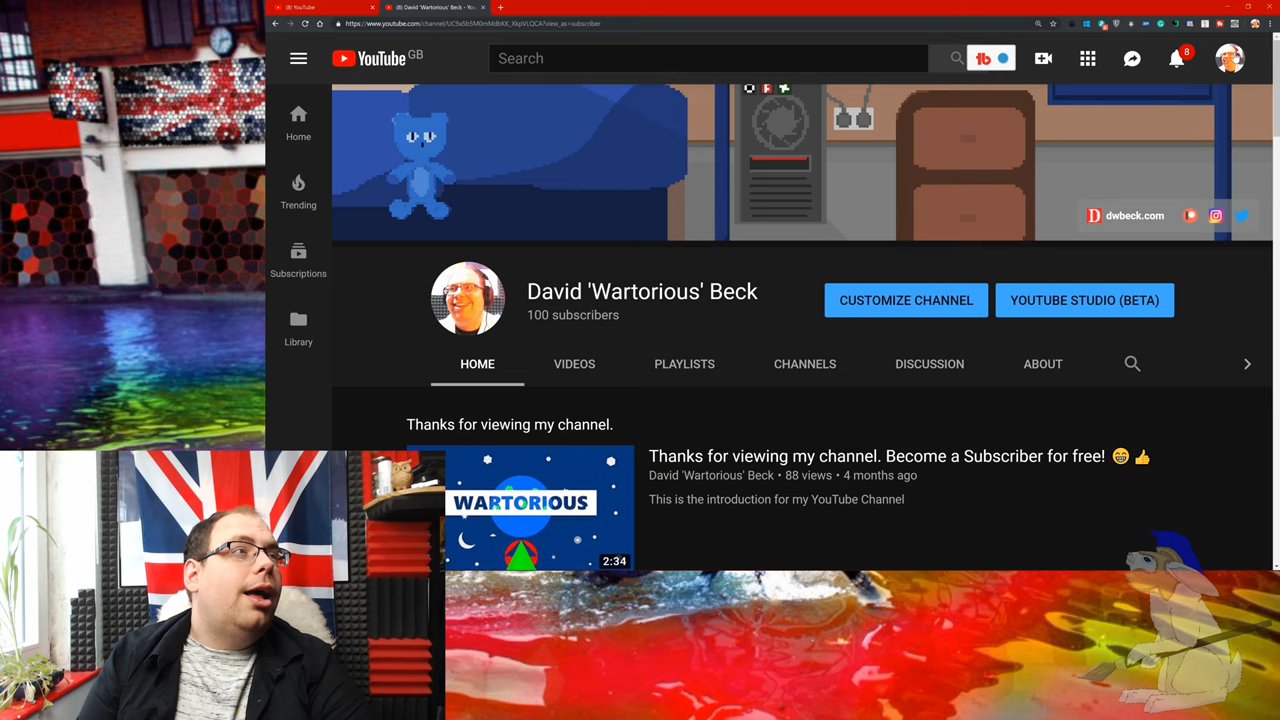 (8) YouTube
(8) David 'Wartorious' Beck - You
https://www.youtube.com/channel/UC9a5b5M0mMdbKK_XkpVLQCA?view_as=subscriber
YouTube GB
Search
8
Home
Trending
Subscriptions
Library
dwbeck.com
David 'Wartorious' Beck
100 subscribers
CUSTOMIZE CHANNEL
YOUTUBE STUDIO (BETA)
HOME
VIDEOS
PLAYLISTS
CHANNELS
DISCUSSION
ABOUT
Thanks for viewing my channel.
WARTORIOUS
2:34
Thanks for viewing my channel. Become a Subscriber for free! 😁 👍
David 'Wartorious' Beck • 88 views • 4 months ago
This is the introduction for my YouTube Channel